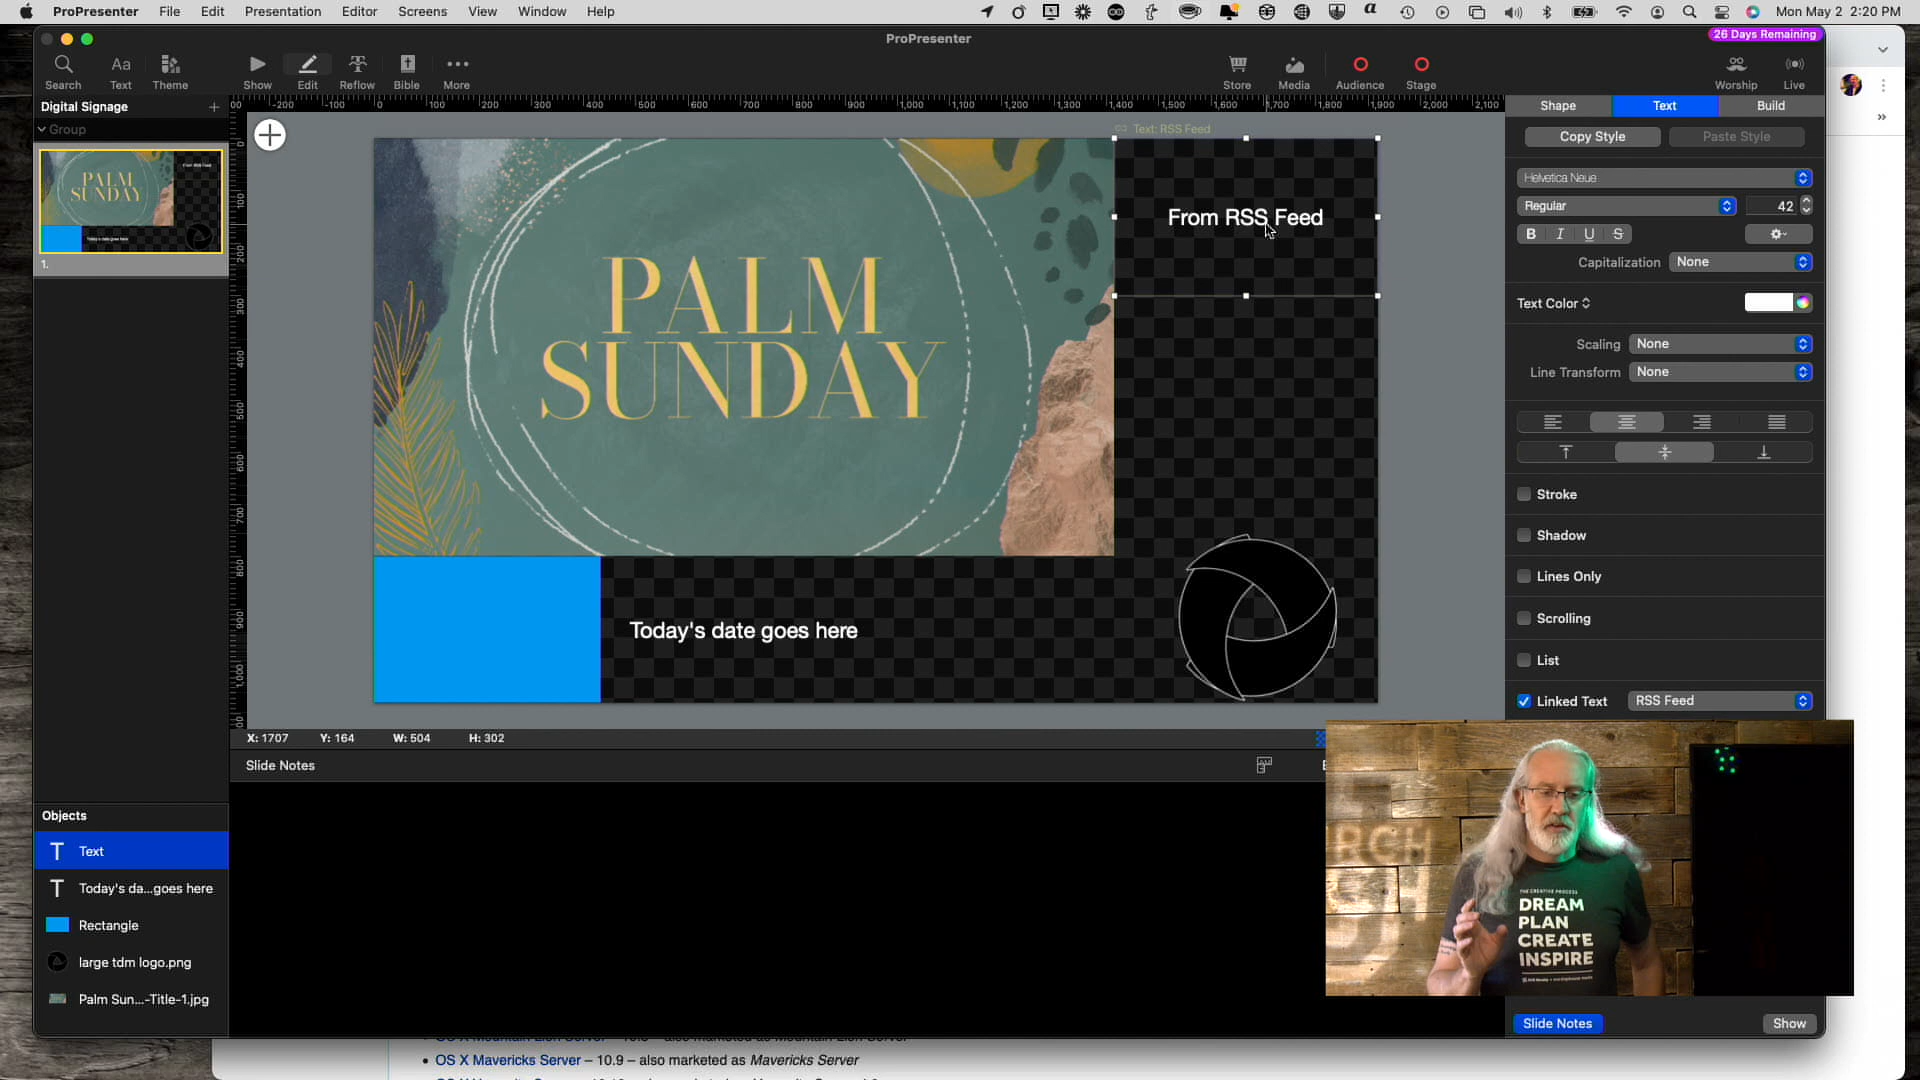 ProPresenter File Edit Presentation Editor Screens View Window Help Mon May 2 2:20 PM
ProPresenter
26 Days Remaining
Search Text Theme Show Edit Reflow Bible More Store Media Audience Stage Worship Live
Digital Signage
Group
1.
Text: RSS Feed
PALM
SUNDAY
From RSS Feed
Today's date goes here
Shape Text Build
Copy Style Paste Style
Helvetica Neue
Regular 42
B I U S
Capitalization None
Text Color
Scaling None
Line Transform None
Stroke
Shadow
Lines Only
Scrolling
List
Linked Text RSS Feed
X: 1707 Y: 164 W: 504 H: 302
Slide Notes
Objects
Text
Today's da...goes here
Rectangle
large tdm logo.png
Palm Sun...-Title-1.jpg
THE CREATIVE PROCESS
DREAM
PLAN
CREATE
INSPIRE
Slide Notes Show
OS X Mavericks Server – 10.9 – also marketed as Mavericks Server